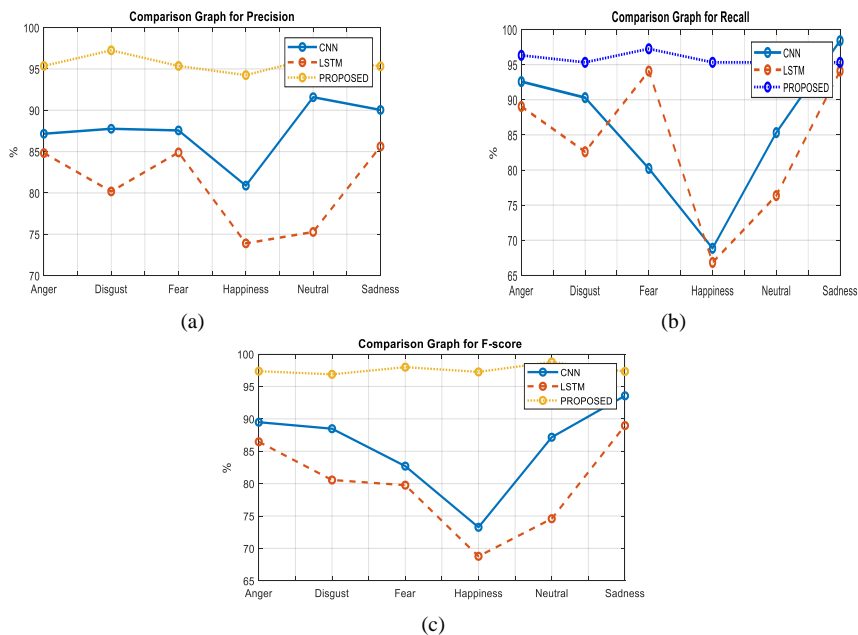 Comparison Graph for Precision
100
95
90
85
80
75
70
%
CNN
LSTM
PROPOSED
Anger Disgust Fear Happiness Neutral Sadness
(a)
Comparison Graph for Recall
100
95
90
85
80
75
70
65
%
CNN
LSTM
PROPOSED
Anger Disgust Fear Happiness Neutral Sadness
(b)
Comparison Graph for F-score
100
95
90
85
80
75
70
65
%
CNN
LSTM
PROPOSED
Anger Disgust Fear Happiness Neutral Sadness
(c)